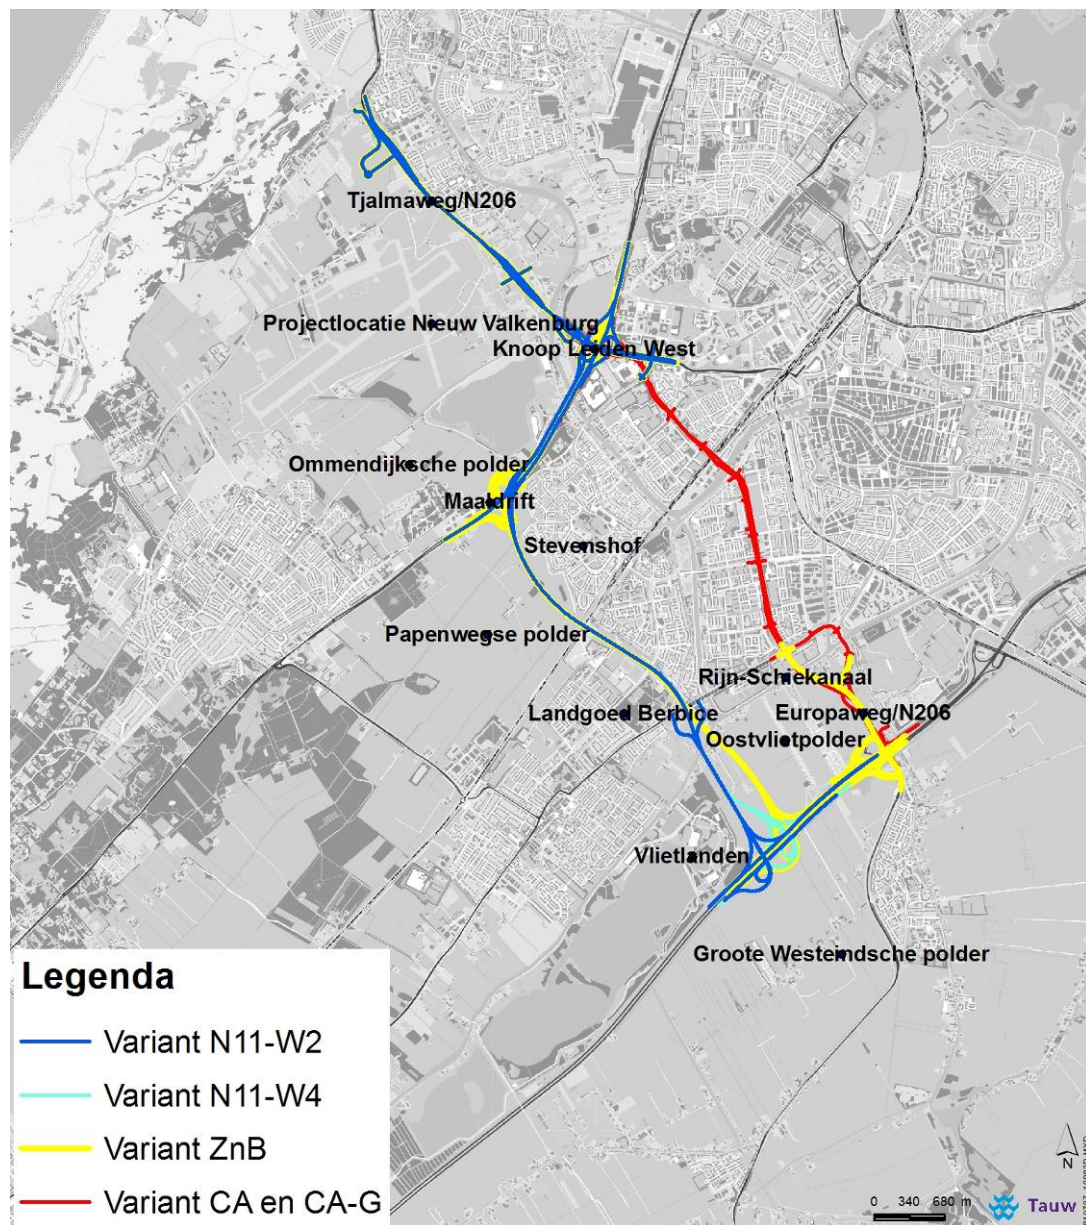 Tjalmaweg/N206
Projectlocatie Nieuw Valkenburg
Knoop Leiden West
Ommendijksche polder
Maaldrift
Stevenshof
Papenwegse polder
Rijn-Schiekanaal
Landgoed Berbice
Europaweg/N206
Oostvlietpolder
Vlietlanden
Groote Westeindsche polder
Legenda
Variant N11-W2
Variant N11-W4
Variant ZnB
Variant CA en CA-G
N
0 340 680 m
Tauw